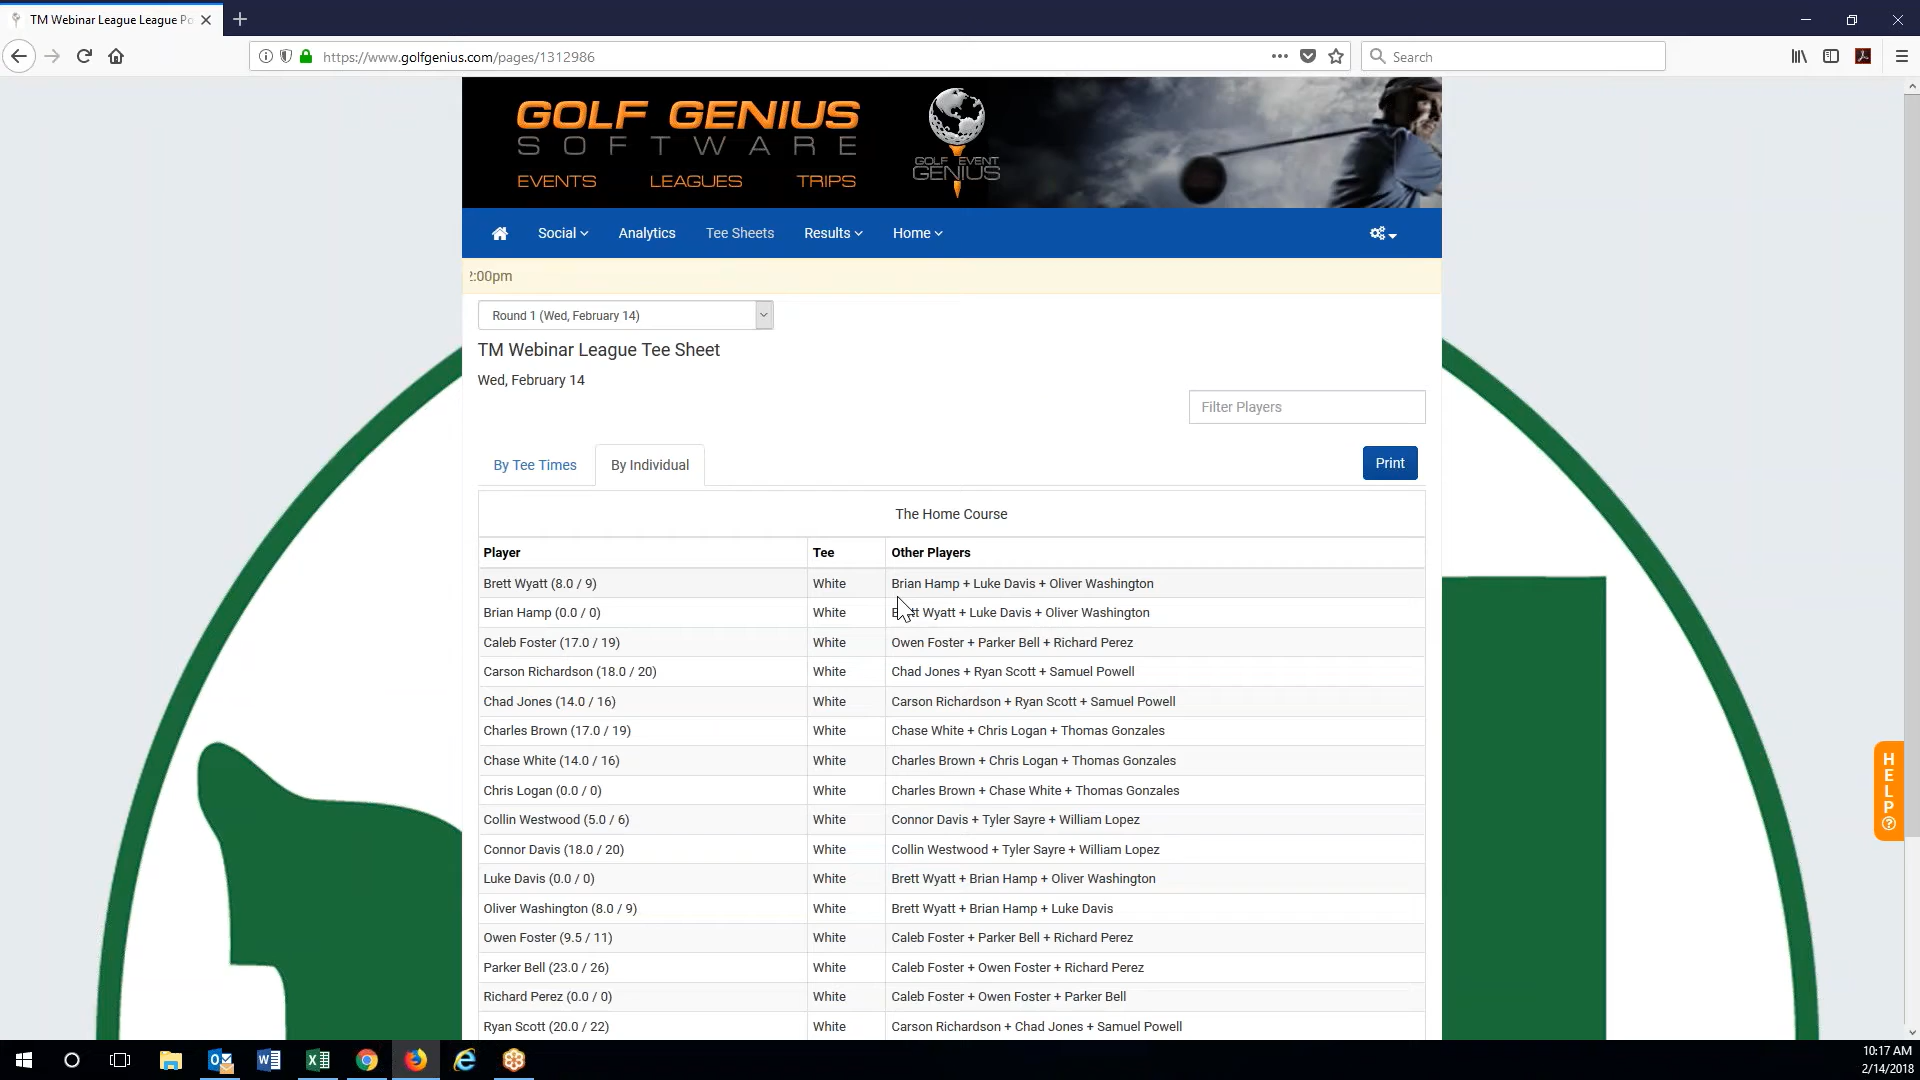 TM Webinar League League Po
https://www.golfgenius.com/pages/1312986
Search
GOLF GENIUS
SOFTWARE
EVENTS LEAGUES TRIPS
GOLF EVENT
GENIUS
Social Analytics Tee Sheets Results Home
2:00pm
Round 1 (Wed, February 14)
TM Webinar League Tee Sheet
Wed, February 14
Filter Players
By Tee Times By Individual Print
The Home Course
Player Tee Other Players
Brett Wyatt (8.0 / 9) White Brian Hamp + Luke Davis + Oliver Washington
Brian Hamp (0.0 / 0) White Brett Wyatt + Luke Davis + Oliver Washington
Caleb Foster (17.0 / 19) White Owen Foster + Parker Bell + Richard Perez
Carson Richardson (18.0 / 20) White Chad Jones + Ryan Scott + Samuel Powell
Chad Jones (14.0 / 16) White Carson Richardson + Ryan Scott + Samuel Powell
Charles Brown (17.0 / 19) White Chase White + Chris Logan + Thomas Gonzales
Chase White (14.0 / 16) White Charles Brown + Chris Logan + Thomas Gonzales
Chris Logan (0.0 / 0) White Charles Brown + Chase White + Thomas Gonzales
Collin Westwood (5.0 / 6) White Connor Davis + Tyler Sayre + William Lopez
Connor Davis (18.0 / 20) White Collin Westwood + Tyler Sayre + William Lopez
Luke Davis (0.0 / 0) White Brett Wyatt + Brian Hamp + Oliver Washington
Oliver Washington (8.0 / 9) White Brett Wyatt + Brian Hamp + Luke Davis
Owen Foster (9.5 / 11) White Caleb Foster + Parker Bell + Richard Perez
Parker Bell (23.0 / 26) White Caleb Foster + Owen Foster + Richard Perez
Richard Perez (0.0 / 0) White Caleb Foster + Owen Foster + Parker Bell
Ryan Scott (20.0 / 22) White Carson Richardson + Chad Jones + Samuel Powell
HELP
10:17 AM
2/14/2018